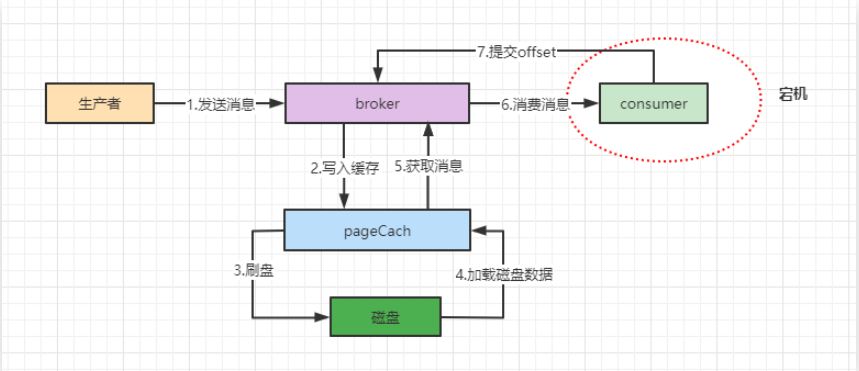 7.提交offset
生产者
1.发送消息
broker
6.消费消息
consumer
宕机
2.写入缓存
5.获取消息
pageCach
3.刷盘
4.加载磁盘数据
磁盘